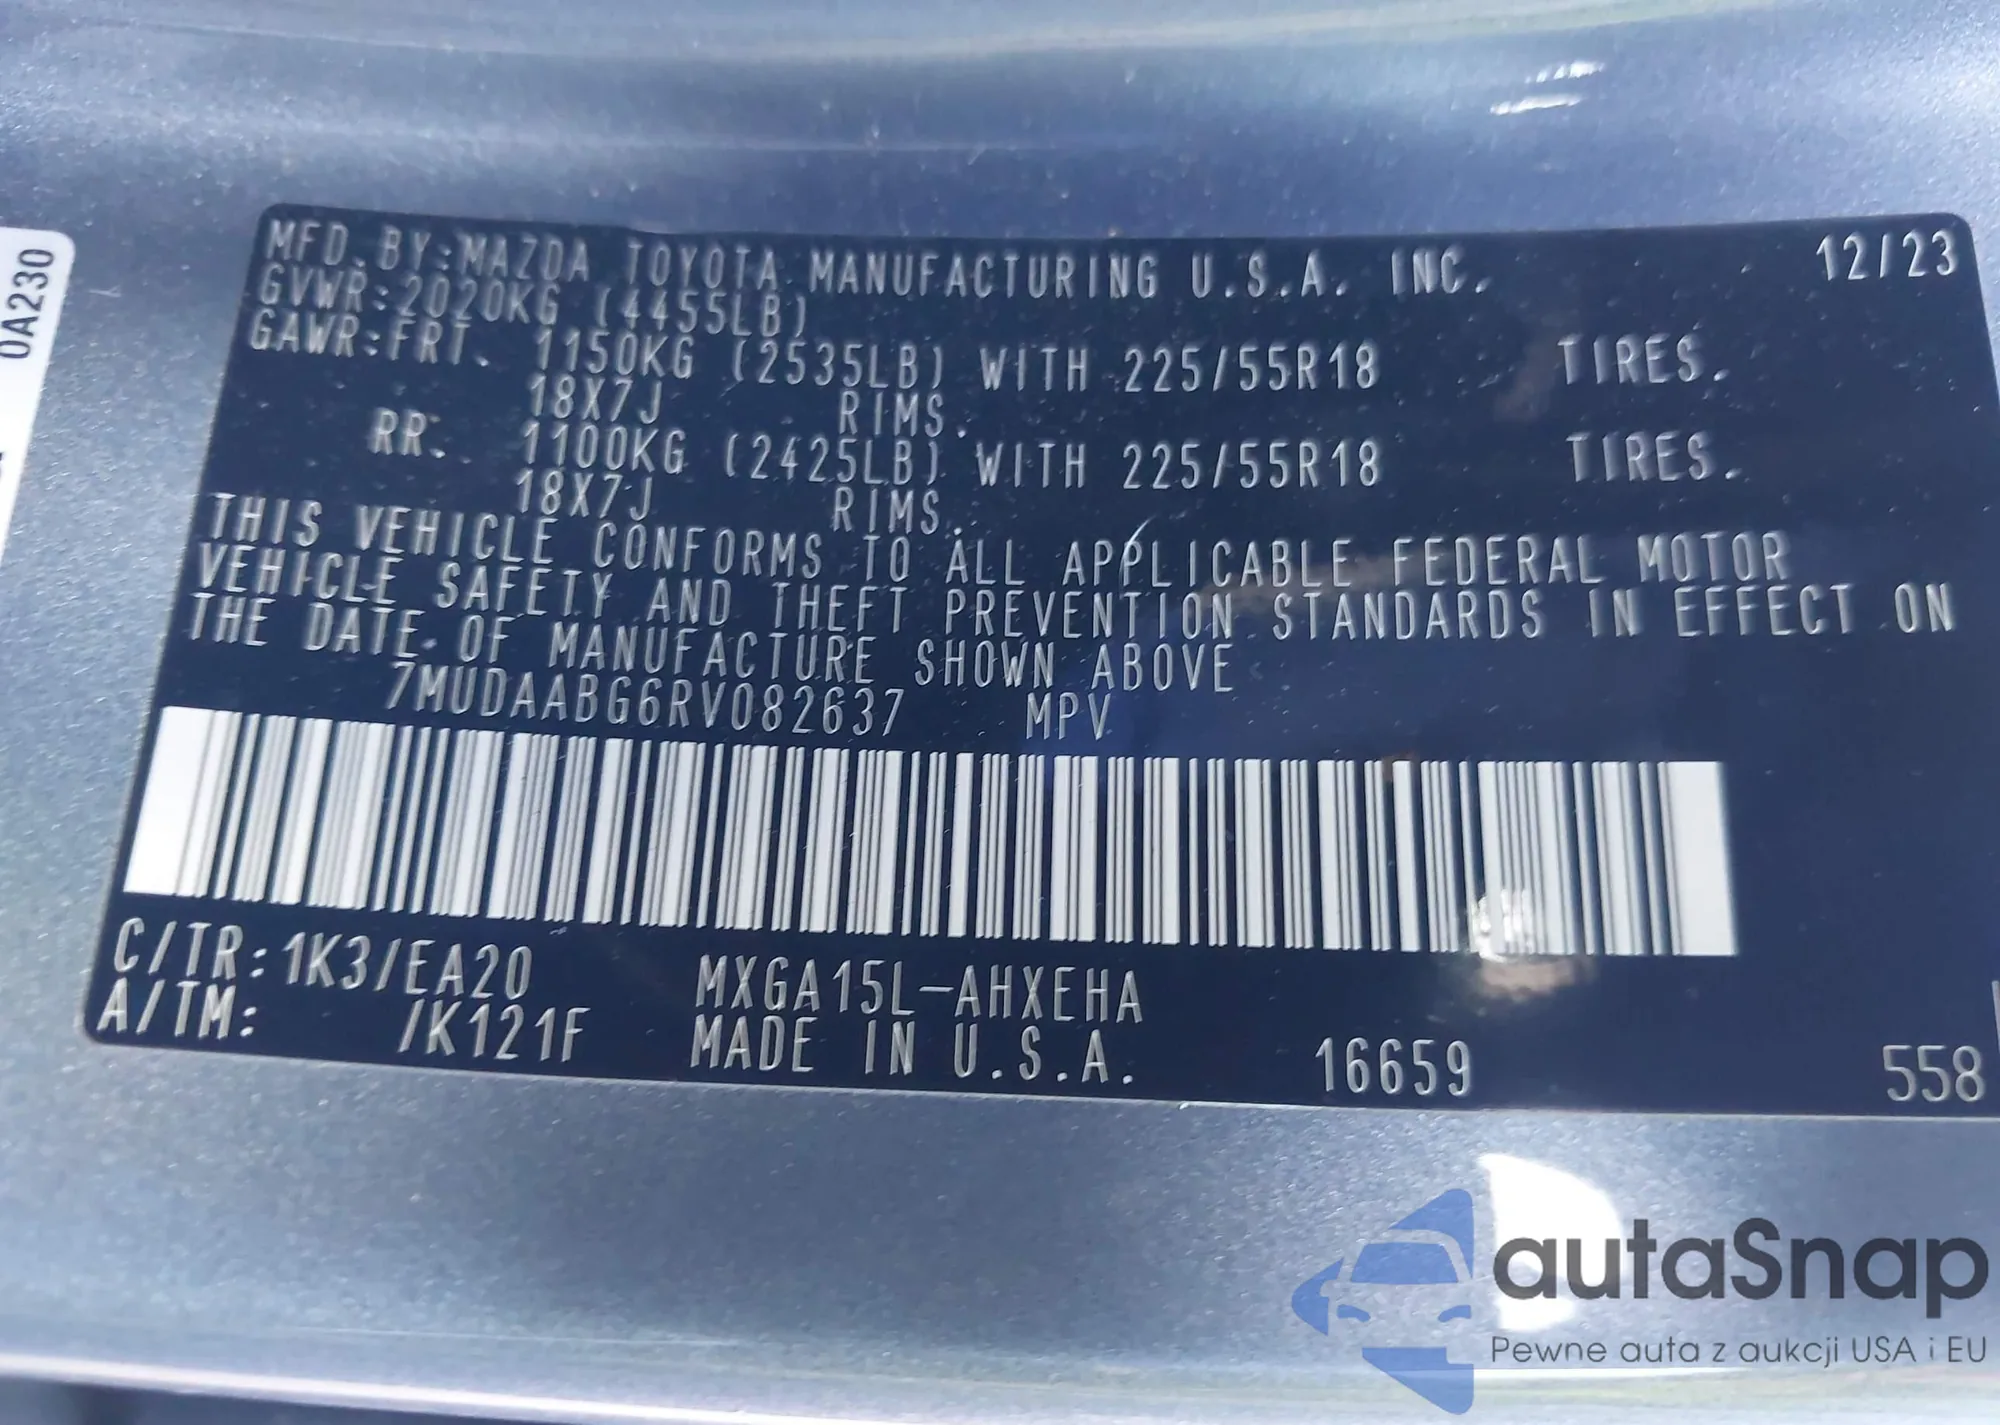 0A230
MFD. BY:MAZDA TOYOTA MANUFACTURING U.S.A. INC. 12/23
GVWR:2020KG (4455LB)
GAWR:FRT. 1150KG (2535LB) WITH 225/55R18 TIRES.
18X7J RIMS.
RR. 1100KG (2425LB) WITH 225/55R18 TIRES.
18X7J RIMS.
THIS VEHICLE CONFORMS TO ALL APPLICABLE FEDERAL MOTOR
VEHICLE SAFETY AND THEFT PREVENTION STANDARDS IN EFFECT ON
THE DATE OF MANUFACTURE SHOWN ABOVE
7MUDAABG6RV082637 MPV
C/TR:1K3/EA20 MXGA15L-AHXEHA
A/TM: /K121F MADE IN U.S.A. 16659 558
autaSnap
Pewne auta z aukcji USA i EU